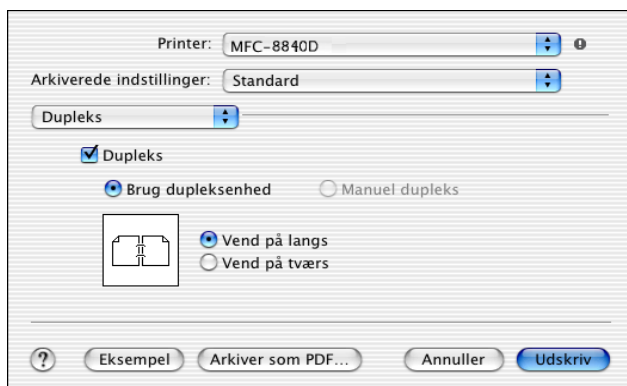 Printer: MFC-8840D
Arkiverede indstillinger: Standard
Dupleks
Dupleks
Brug dupleksenhed Manuel dupleks
Vend på langs
Vend på tværs
? Eksempel Arkiver som PDF... Annuller Udskriv